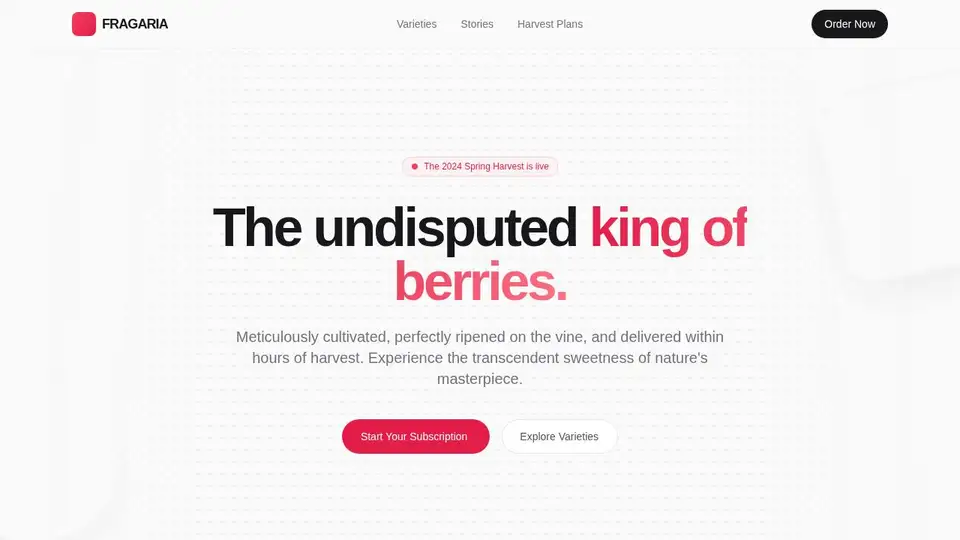 FRAGARIA
Varieties
Stories
Harvest Plans
Order Now
The 2024 Spring Harvest is live
The undisputed king of
berries.
Meticulously cultivated, perfectly ripened on the vine, and delivered within
hours of harvest. Experience the transcendent sweetness of nature's
masterpiece.
Start Your Subscription
Explore Varieties